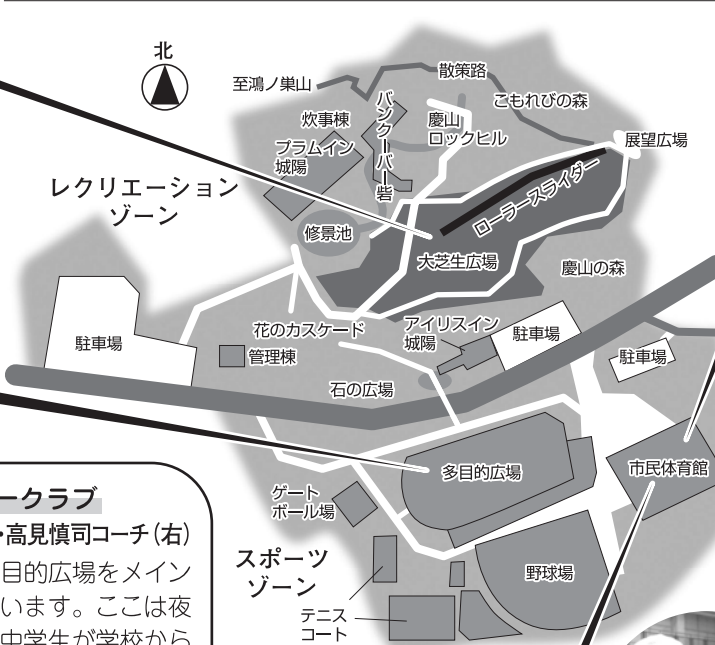 北
至鴻ノ巣山
散策路
こもれびの森
バンクーバー砦
炊事棟
慶山
ロックヒル
プラムイン
城陽
展望広場
レクリエーション
ゾーン
ローラースライダー
修景池
大芝生広場
慶山の森
花のカスケード
アイリスイン
城陽
駐車場
駐車場
管理棟
駐車場
石の広場
多目的広場
市民体育館
ゲート
ボール場
スポーツ
ゾーン
野球場
テニス
コート
ークラブ
・高見慎司コーチ(右)
目的広場をメイン
います。ここは夜
中学生が学校から